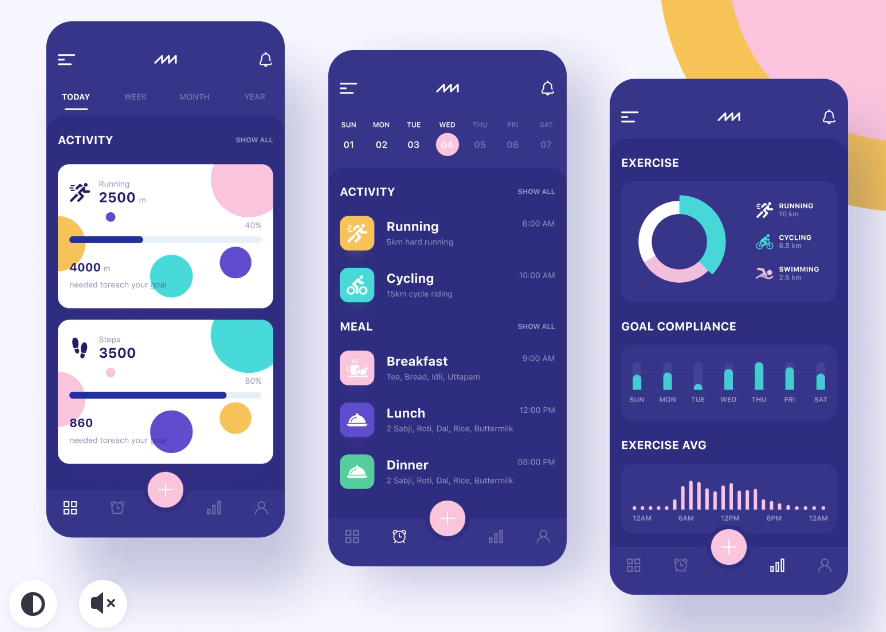 TODAY WEEK MONTH YEAR
ACTIVITY SHOW ALL
Running
2500 m
40%
4000 m
needed toreach your goal
Steps
3500
80%
860
needed toreach your goal
SUN MON TUE WED THU FRI SAT
01 02 03 04 05 06 07
ACTIVITY SHOW ALL
Running 6:00 AM
5km hard running
Cycling 10:00 AM
15km cycle riding
MEAL SHOW ALL
Breakfast 9:00 AM
Tea, Bread, Idli, Uttapam
Lunch 12:00 PM
2 Sabji, Roti, Dal, Rice, Buttermilk
Dinner 08:00 PM
2 Sabji, Roti, Dal, Rice, Buttermilk
EXERCISE
RUNNING
10 km
CYCLING
6.5 km
SWIMMING
2.5 km
GOAL COMPLIANCE
SUN MON TUE WED THU FRI SAT
EXERCISE AVG
12AM 6AM 12PM 6PM 12AM